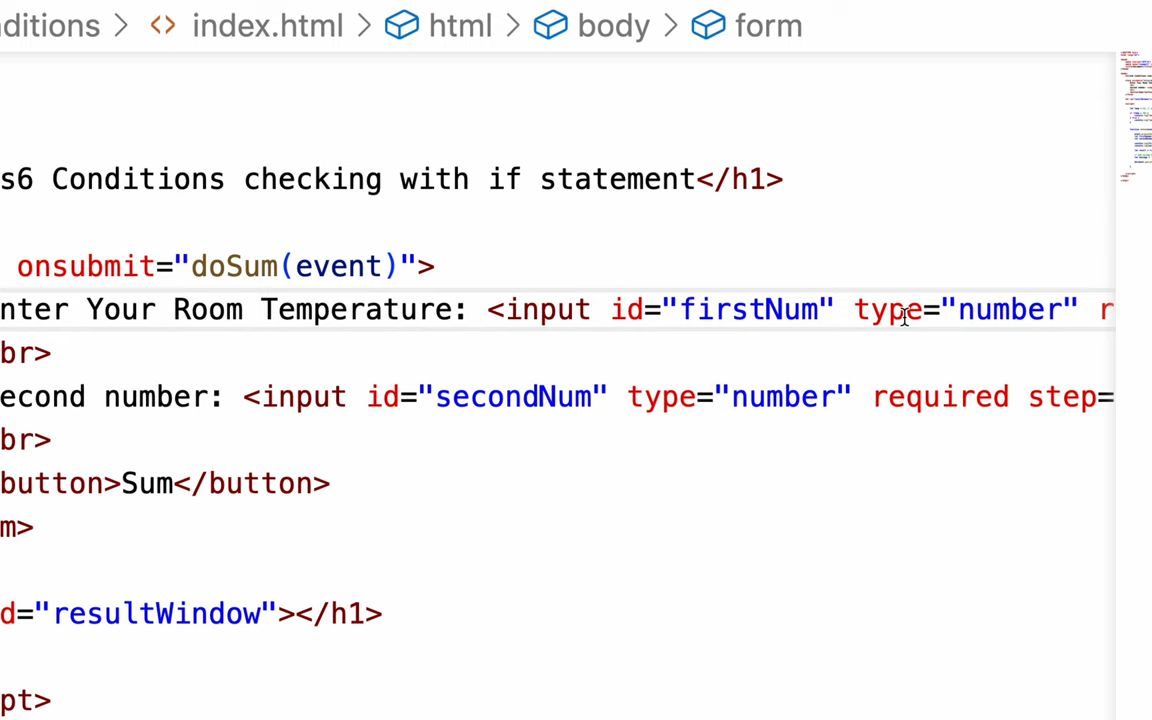 ditions > <> index.html > html > body > form
s6 Conditions checking with if statement</h1>
onsubmit="doSum(event)">
nter Your Room Temperature: <input id="firstNum" type="number" r
br>
econd number: <input id="secondNum" type="number" required step=
br>
button>Sum</button>
m>
d="resultWindow"></h1>
pt>